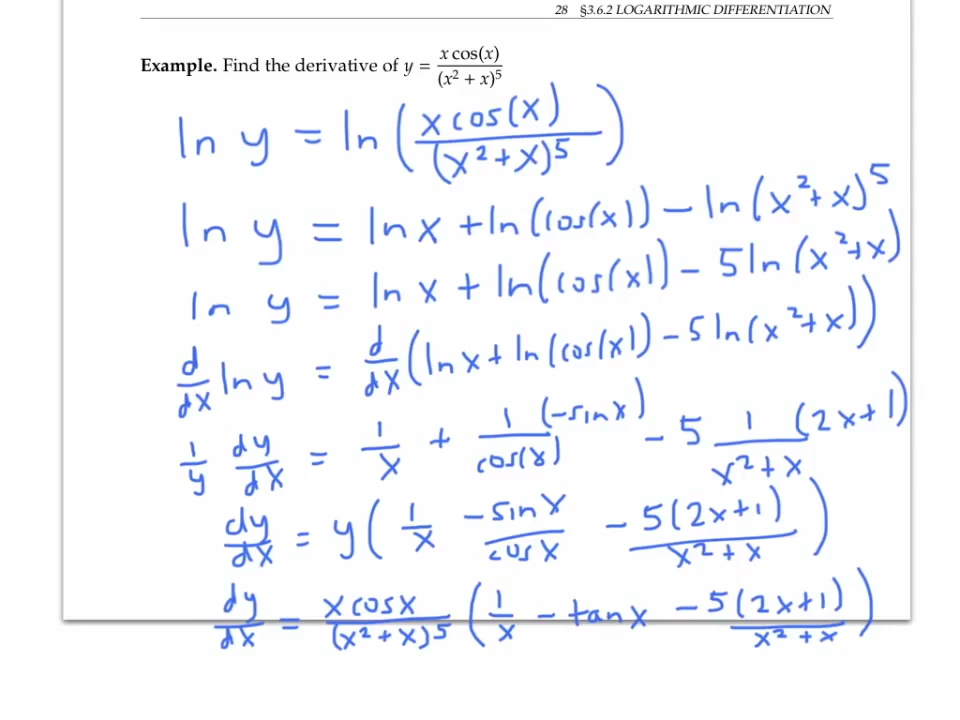 28 §3.6.2 LOGARITHMIC DIFFERENTIATION
Example. Find the derivative of y = x cos(x) / (x² + x)⁵
ln y = ln ( x cos(x) / (x² + x)⁵ )
ln y = ln x + ln (cos(x)) − ln (x² + x)⁵
ln y = ln x + ln (cos(x)) − 5 ln (x² + x)
d/dx ln y = d/dx (ln x + ln (cos(x)) − 5 ln (x² + x))
1/y dy/dx = 1/x + 1/cos(x) (−sin x) − 5 1/(x² + x) (2x + 1)
dy/dx = y ( 1/x − sin x / cos x − 5(2x+1) / (x² + x) )
dy/dx = x cos x / (x² + x)⁵ ( 1/x − tan x − 5(2x+1) / (x² + x) )